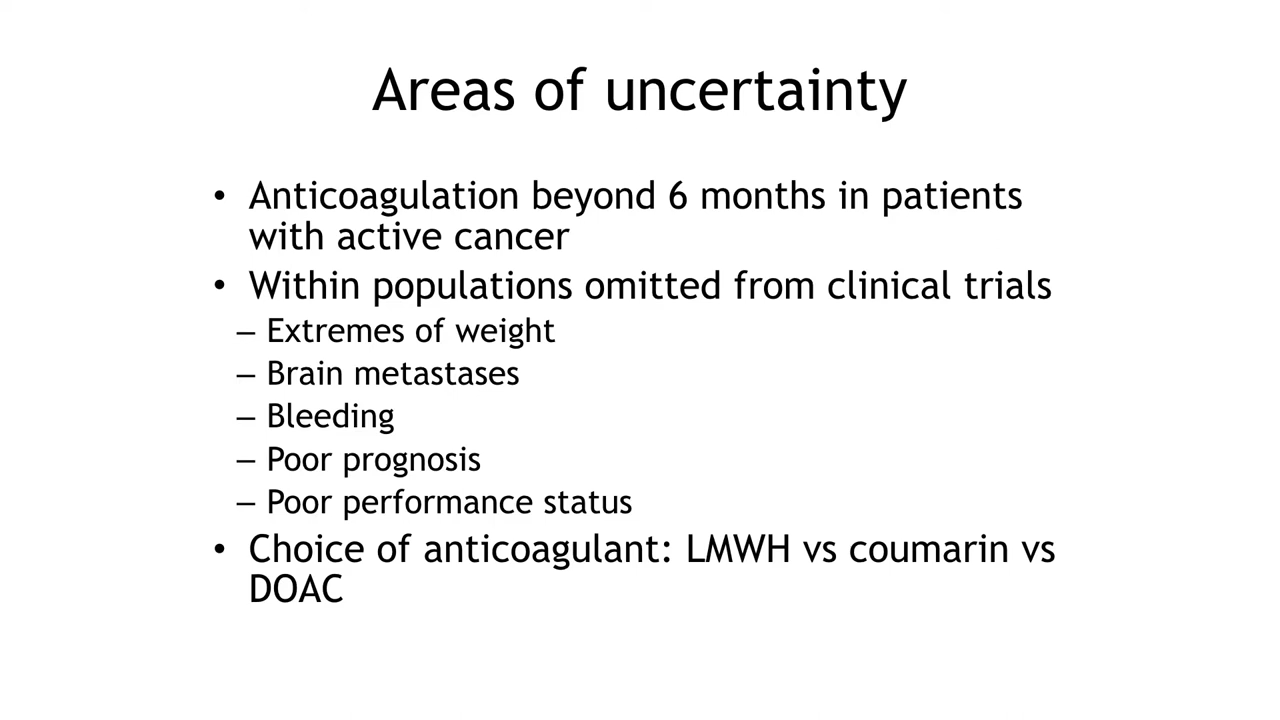 Areas of uncertainty
• Anticoagulation beyond 6 months in patients
with active cancer
• Within populations omitted from clinical trials
– Extremes of weight
– Brain metastases
– Bleeding
– Poor prognosis
– Poor performance status
• Choice of anticoagulant: LMWH vs coumarin vs
DOAC